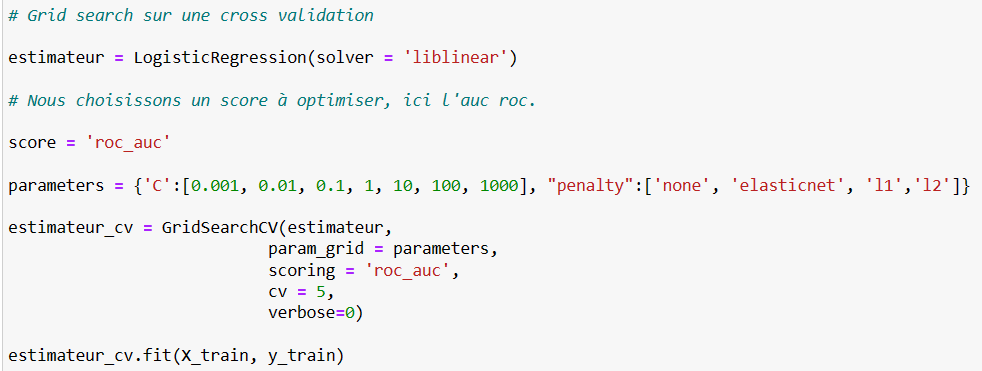 # Grid search sur une cross validation
estimateur = LogisticRegression(solver = 'liblinear')
# Nous choisissons un score à optimiser, ici l'auc roc.
score = 'roc_auc'
parameters = {'C':[0.001, 0.01, 0.1, 1, 10, 100, 1000], "penalty":['none', 'elasticnet', 'l1','l2']}
estimateur_cv = GridSearchCV(estimateur,
                            param_grid = parameters,
                            scoring = 'roc_auc',
                            cv = 5,
                            verbose=0)
estimateur_cv.fit(X_train, y_train)